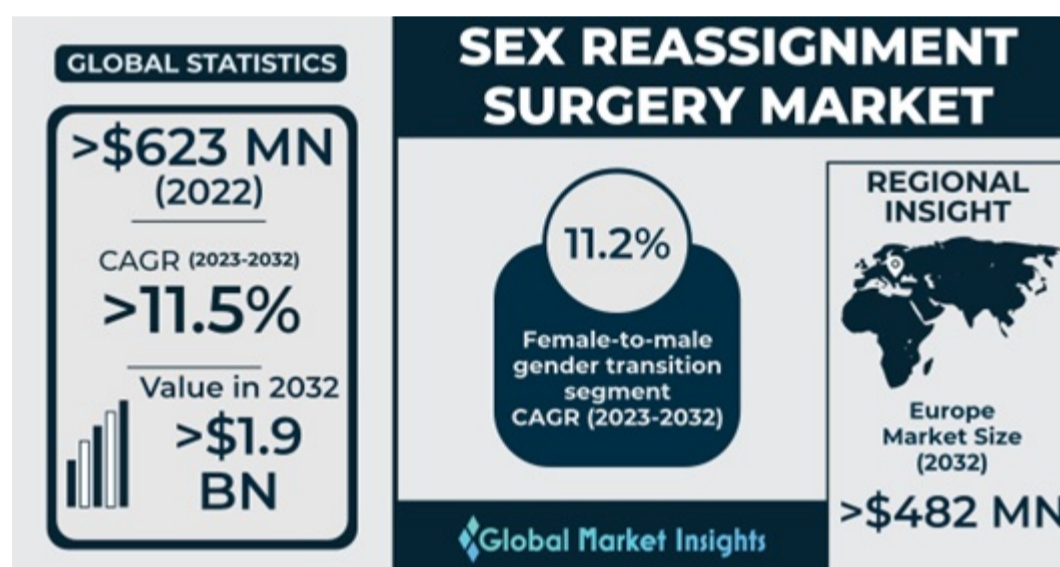 GLOBAL STATISTICS
>$623 MN
(2022)
CAGR (2023-2032)
>11.5%
Value in 2032
>$1.9
BN
SEX REASSIGNMENT
SURGERY MARKET
11.2%
Female-to-male
gender transition
segment
CAGR (2023-2032)
Global Market Insights
REGIONAL
INSIGHT
Europe
Market Size
(2032)
>$482 MN